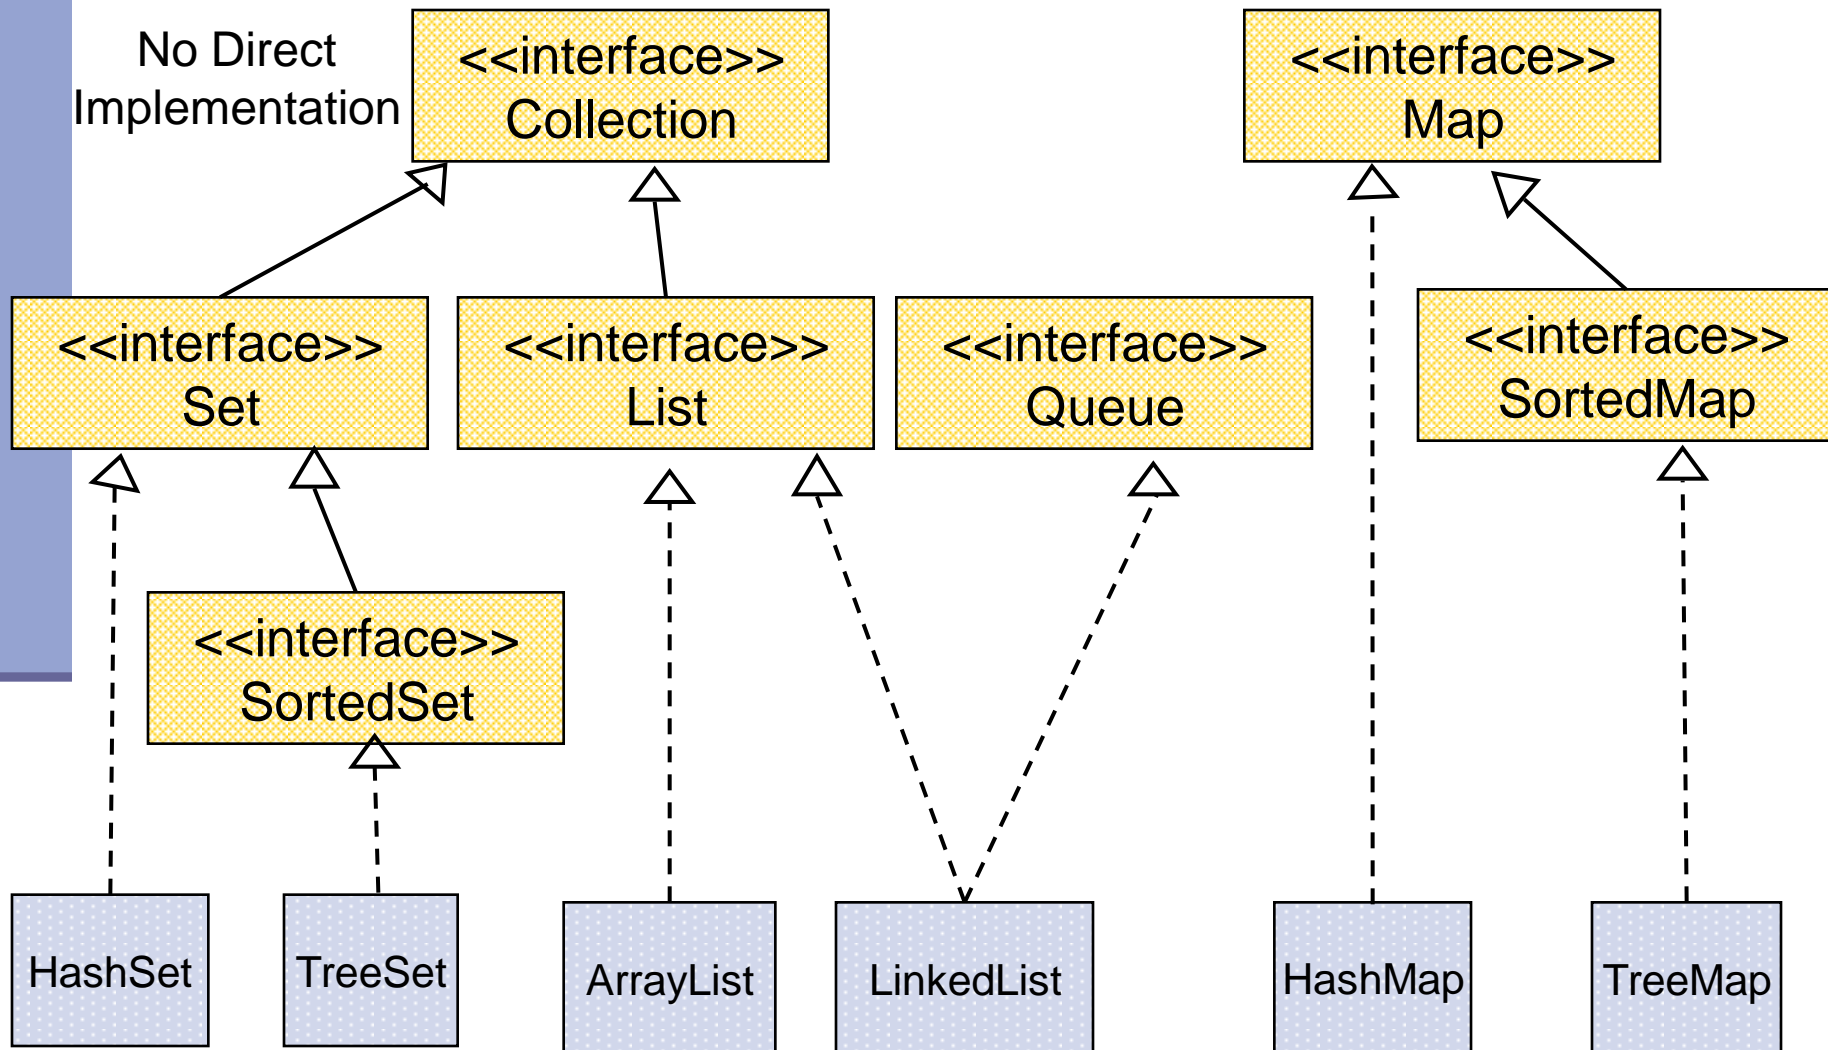 No Direct
Implementation
<<interface>>
Collection
<<interface>>
Map
<<interface>>
Set
<<interface>>
List
<<interface>>
Queue
<<interface>>
SortedMap
<<interface>>
SortedSet
HashSet
TreeSet
ArrayList
LinkedList
HashMap
TreeMap